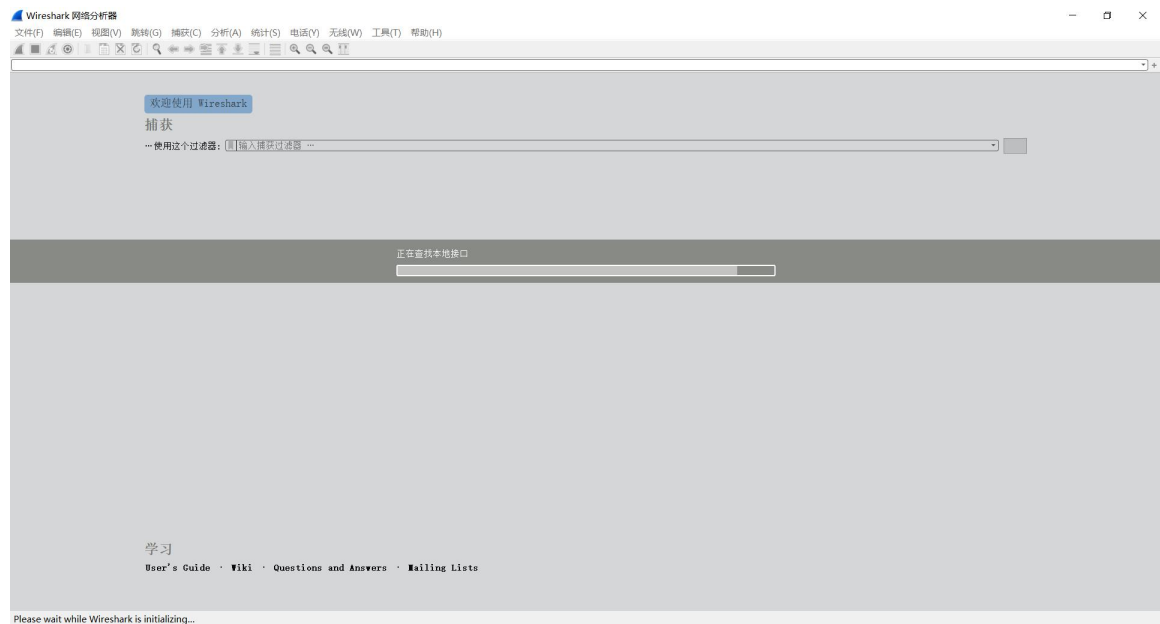 Wireshark 网络分析器
文件(F) 编辑(E) 视图(V) 跳转(G) 捕获(C) 分析(A) 统计(S) 电话(Y) 无线(W) 工具(T) 帮助(H)
欢迎使用 Wireshark
捕获
…使用这个过滤器: 输入捕获过滤器 …
正在查找本地接口
学习
User's Guide · Wiki · Questions and Answers · Mailing Lists
Please wait while Wireshark is initializing...